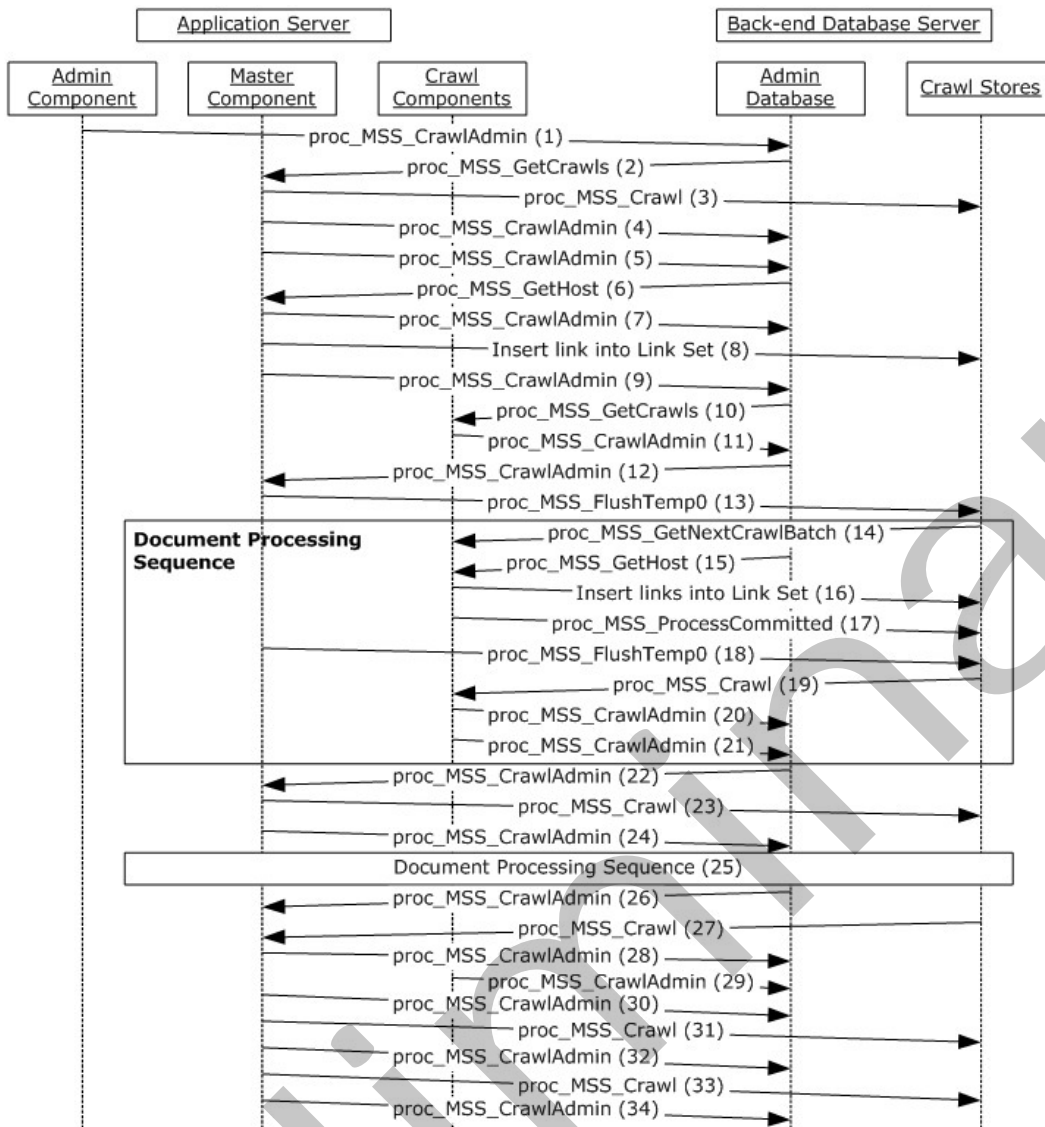 Application Server
Back-end Database Server
Admin
Component
Master
Component
Crawl
Components
Admin
Database
Crawl Stores
proc_MSS_CrawlAdmin (1)
proc_MSS_GetCrawls (2)
proc_MSS_Crawl (3)
proc_MSS_CrawlAdmin (4)
proc_MSS_CrawlAdmin (5)
proc_MSS_GetHost (6)
proc_MSS_CrawlAdmin (7)
Insert link into Link Set (8)
proc_MSS_CrawlAdmin (9)
proc_MSS_GetCrawls (10)
proc_MSS_CrawlAdmin (11)
proc_MSS_CrawlAdmin (12)
proc_MSS_FlushTemp0 (13)
Document Processing
Sequence
proc_MSS_GetNextCrawlBatch (14)
proc_MSS_GetHost (15)
Insert links into Link Set (16)
proc_MSS_ProcessCommitted (17)
proc_MSS_FlushTemp0 (18)
proc_MSS_Crawl (19)
proc_MSS_CrawlAdmin (20)
proc_MSS_CrawlAdmin (21)
proc_MSS_CrawlAdmin (22)
proc_MSS_Crawl (23)
proc_MSS_CrawlAdmin (24)
Document Processing Sequence (25)
proc_MSS_CrawlAdmin (26)
proc_MSS_Crawl (27)
proc_MSS_CrawlAdmin (28)
proc_MSS_CrawlAdmin (29)
proc_MSS_CrawlAdmin (30)
proc_MSS_Crawl (31)
proc_MSS_CrawlAdmin (32)
proc_MSS_Crawl (33)
proc_MSS_CrawlAdmin (34)